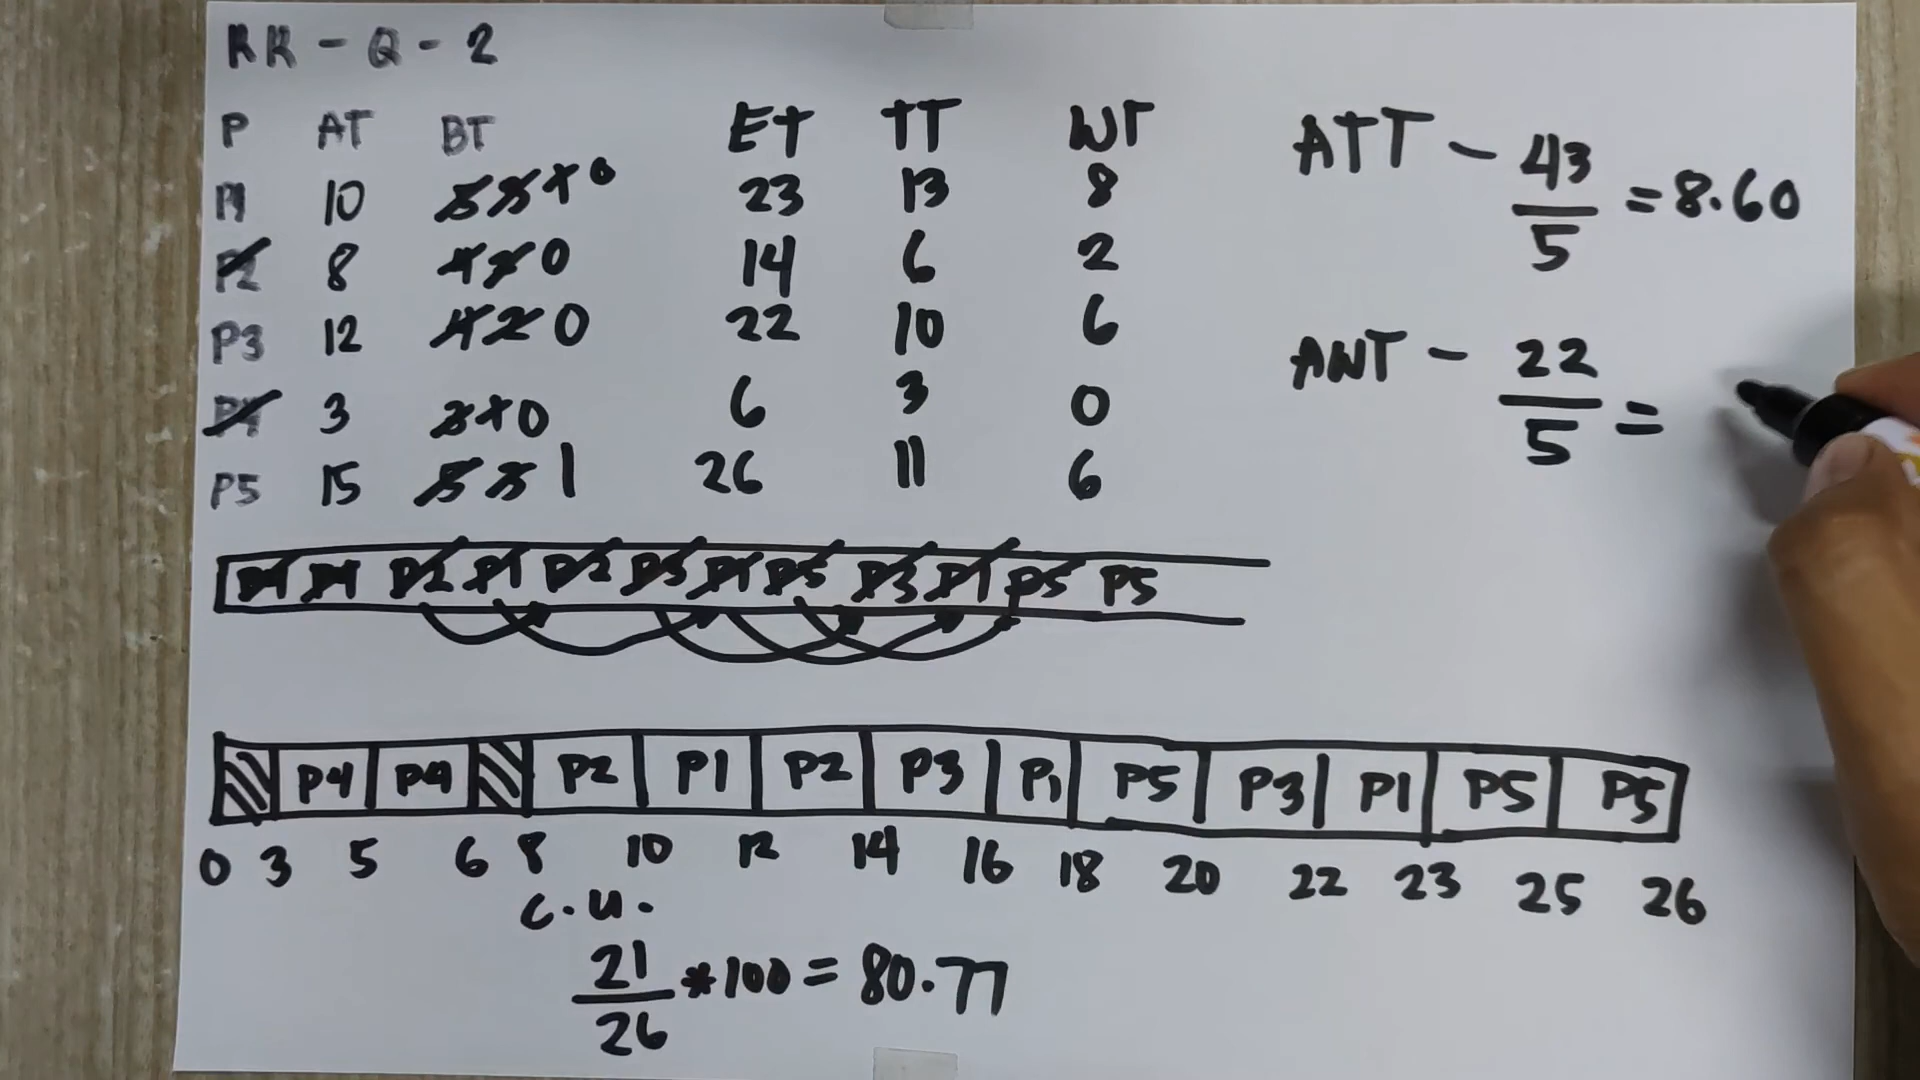 RR - Q - 2
P AT BT ET TT WT
P1 10 5 3 1 0 23 13 8
P2 8 4 2 0 14 6 2
P3 12 4 2 0 22 10 6
P4 3 3 1 0 6 3 0
P5 15 5 3 1 26 11 6
ATT - 43/5 = 8.60
AWT - 22/5 =
P4 P4 P2 P1 P2 P3 P1 P5 P3 P1 P5 P5
P4 P4 P2 P1 P2 P3 P1 P5 P3 P1 P5 P5
0 3 5 6 8 10 12 14 16 18 20 22 23 25 26
C.U.
21/26 * 100 = 80.77